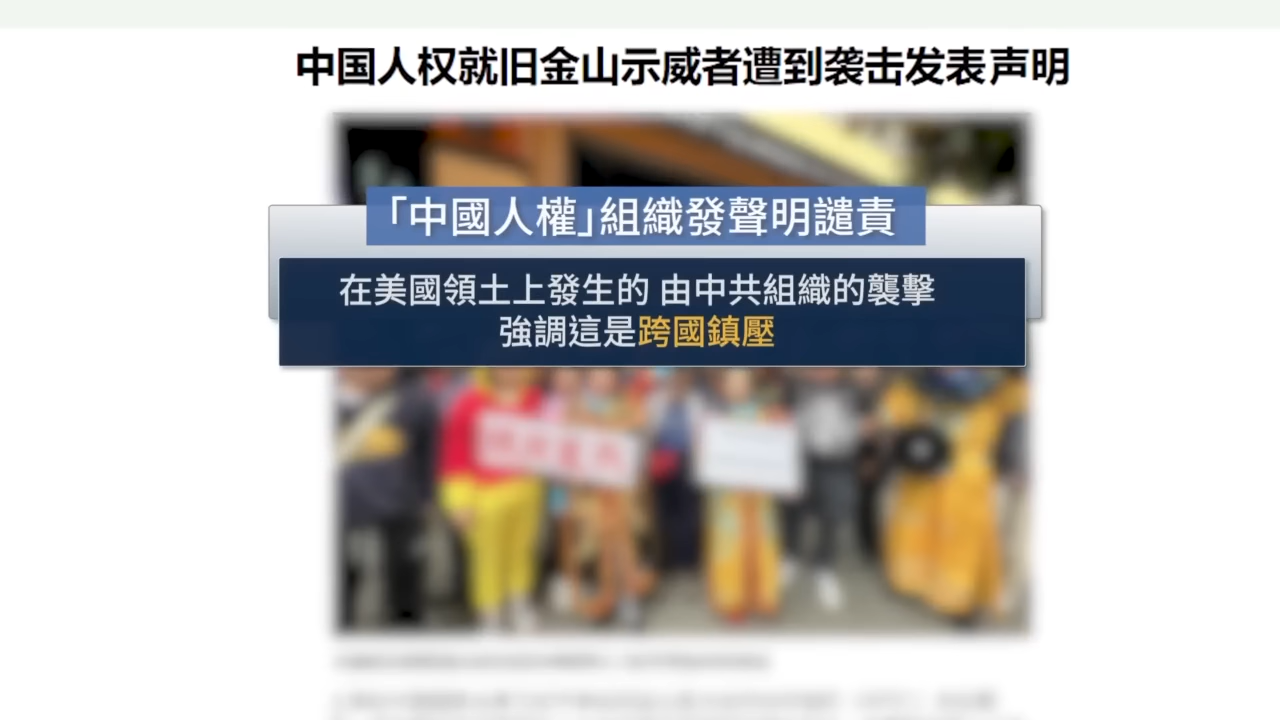 中国人权就旧金山示威者遭到袭击发表声明
「中國人權」組織發聲明譴責
在美國領土上發生的 由中共組織的襲擊
強調這是跨國鎮壓